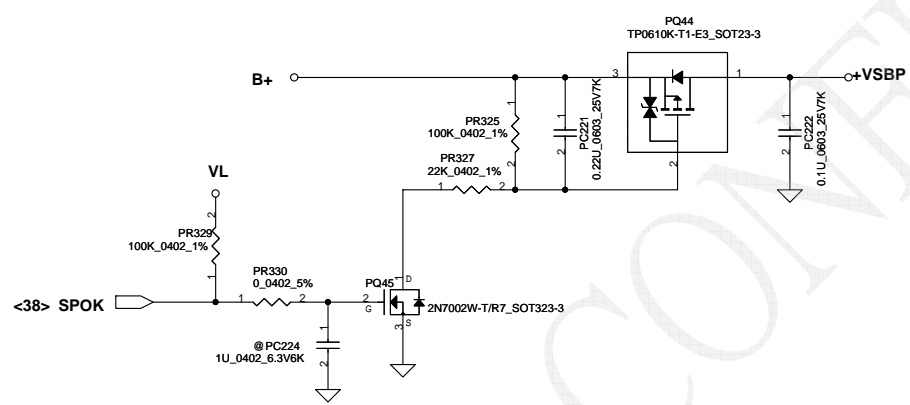 PQ44
TP0610K-T1-E3_SOT23-3
B+
3
1
+VSBP
1
2
PR325
100K_0402_1%
1
2
PC221
0.22U_0603_25V7K
2
1
2
PC222
0.1U_0603_25V7K
PR327
22K_0402_1%
1
2
VL
2
PR329
100K_0402_1%
1
<38> SPOK
1
PR330
0_0402_5%
2
PQ45
2
G
1
D
3
S
2N7002W-T/R7_SOT323-3
1
2
@PC224
1U_0402_6.3V6K
CONF